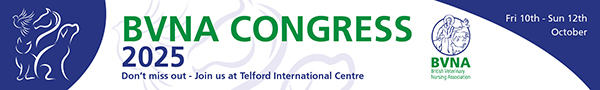 BVNA CONGRESS
2025
Don't miss out - Join us at Telford International Centre
BVNA
British Veterinary
Nursing Association
Fri 10th - Sun 12th
October